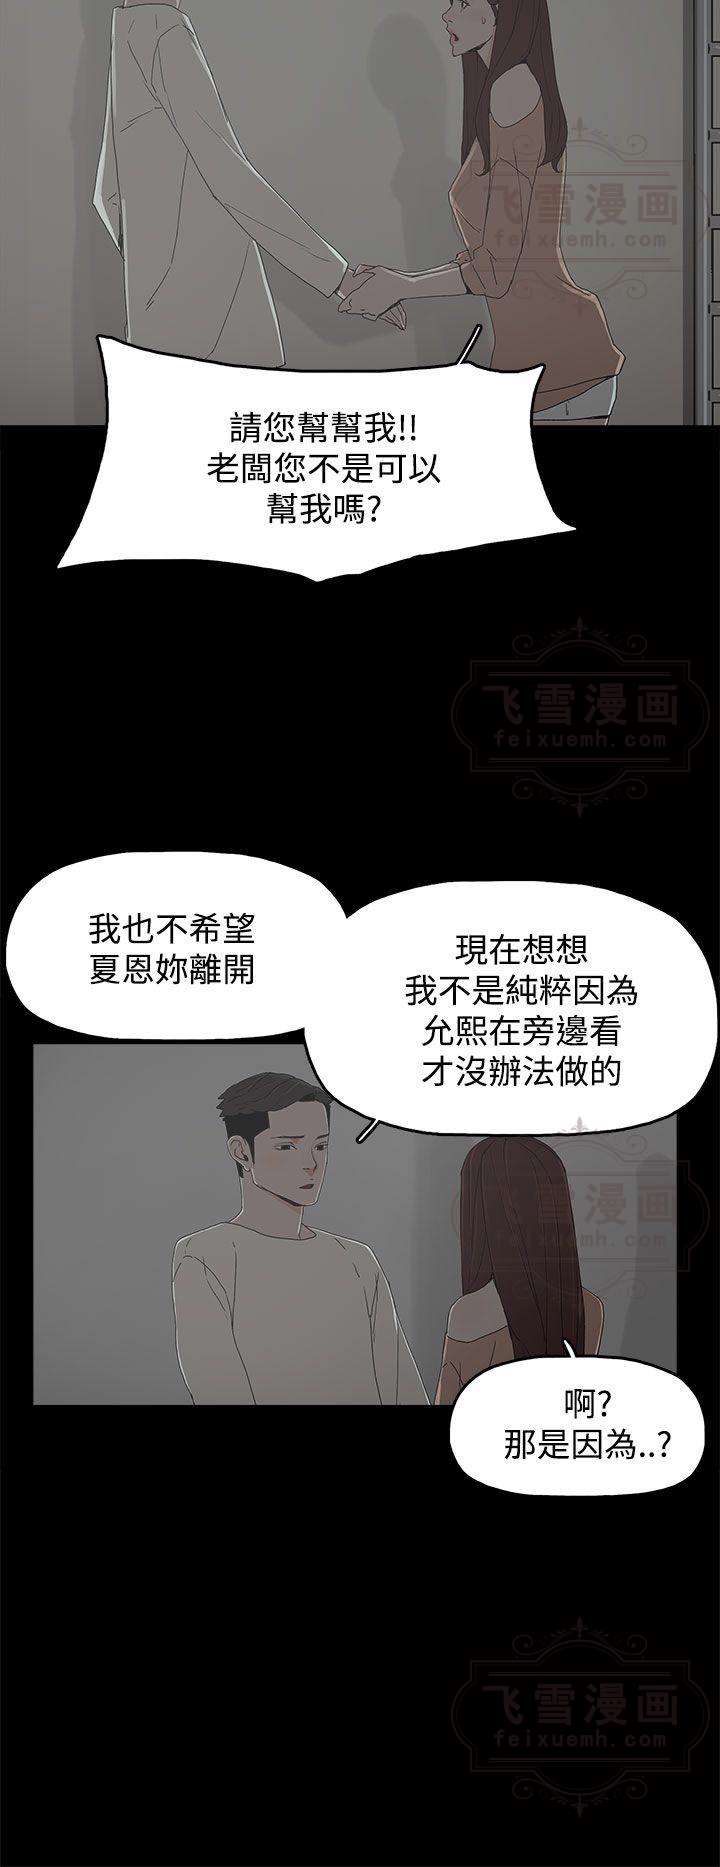 飞雪漫画
feixuemh.com
請您幫幫我!!
老闆您不是可以
幫我嗎?
飞雪漫画
feixuemh.com
我也不希望
夏恩妳離開
現在想想
我不是純粹因為
允熙在旁邊看
才沒辦法做的
飞雪漫画
feixuemh.com
啊?
那是因為..?
飞雪漫画
feixuemh.com